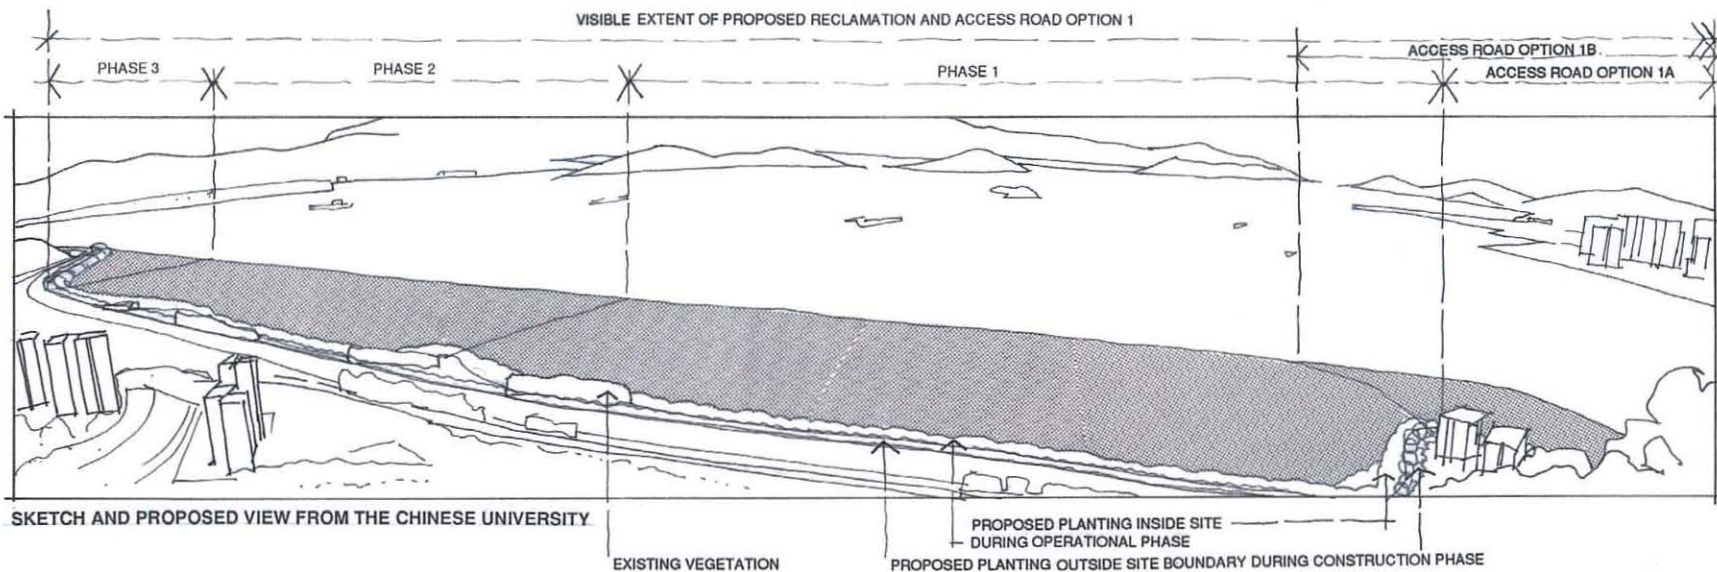 VISIBLE EXTENT OF PROPOSED RECLAMATION AND ACCESS ROAD OPTION 1
ACCESS ROAD OPTION 1B
PHASE 3
PHASE 2
PHASE 1
ACCESS ROAD OPTION 1A
SKETCH AND PROPOSED VIEW FROM THE CHINESE UNIVERSITY
PROPOSED PLANTING INSIDE SITE
DURING OPERATIONAL PHASE
EXISTING VEGETATION
PROPOSED PLANTING OUTSIDE SITE BOUNDARY DURING CONSTRUCTION PHASE